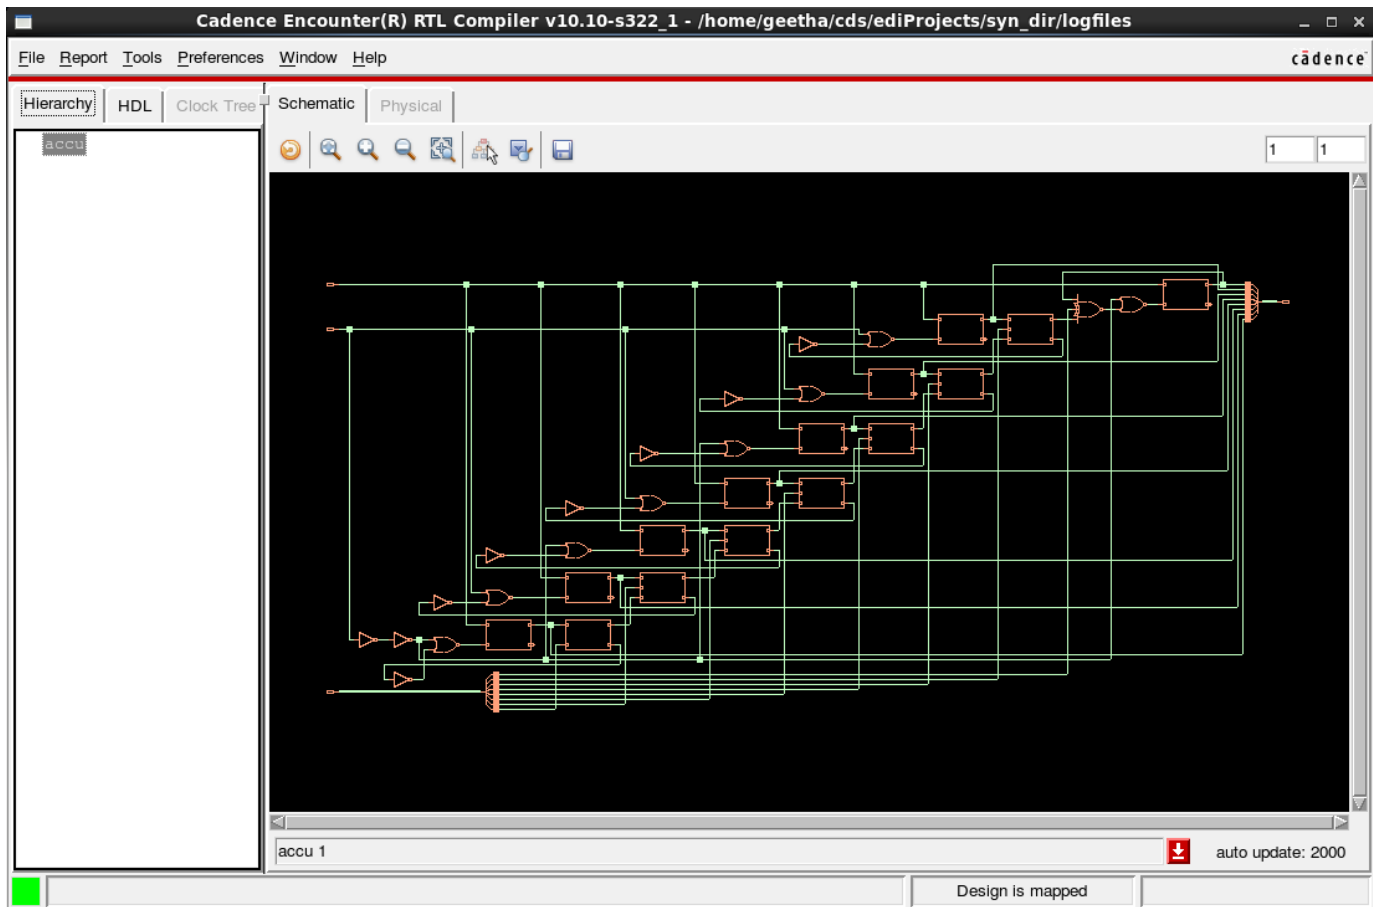 Cadence Encounter(R) RTL Compiler v10.10-s322_1 - /home/geetha/cds/ediProjects/syn_dir/logfiles
File Report Tools Preferences Window Help
cādence
Hierarchy HDL Clock Tree Schematic Physical
accu
1 1
accu 1
auto update: 2000
Design is mapped